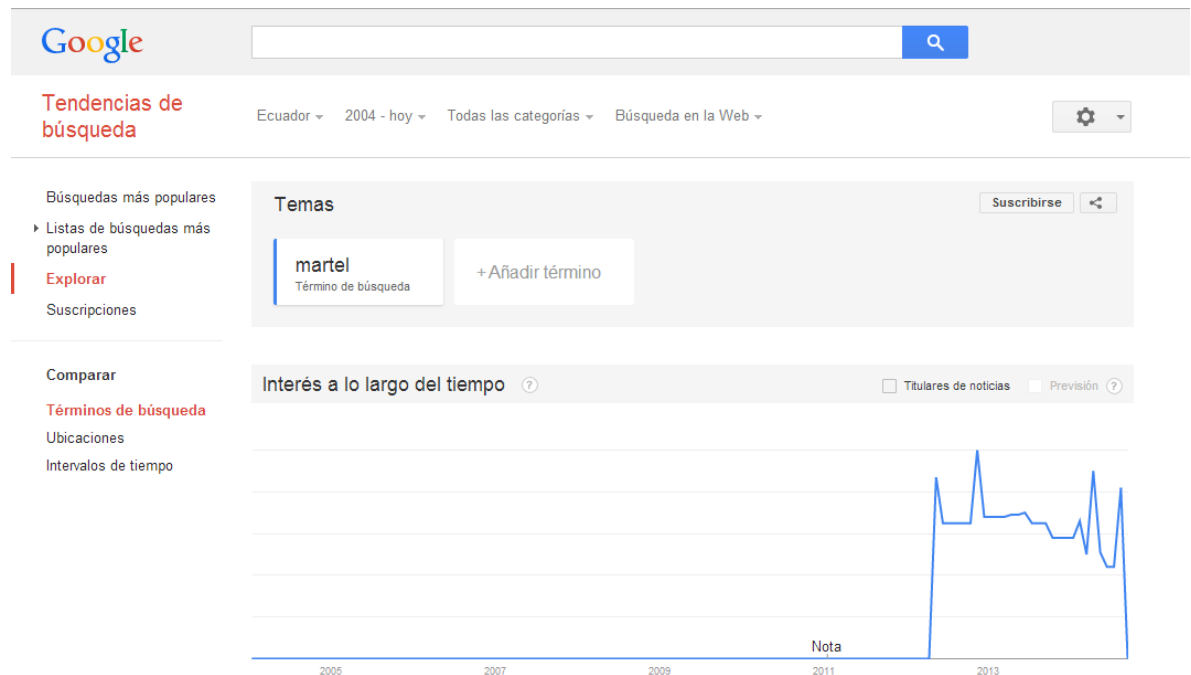 Google
Tendencias de
búsqueda
Ecuador
2004 - hoy
Todas las categorías
Búsqueda en la Web
Búsquedas más populares
Listas de búsquedas más
populares
Explorar
Suscripciones
Comparar
Términos de búsqueda
Ubicaciones
Intervalos de tiempo
Temas
Suscribirse
martel
Término de búsqueda
+Añadir término
Interés a lo largo del tiempo ?
Titulares de noticias
Previsión ?
Nota
2005 2007 2009 2011 2013